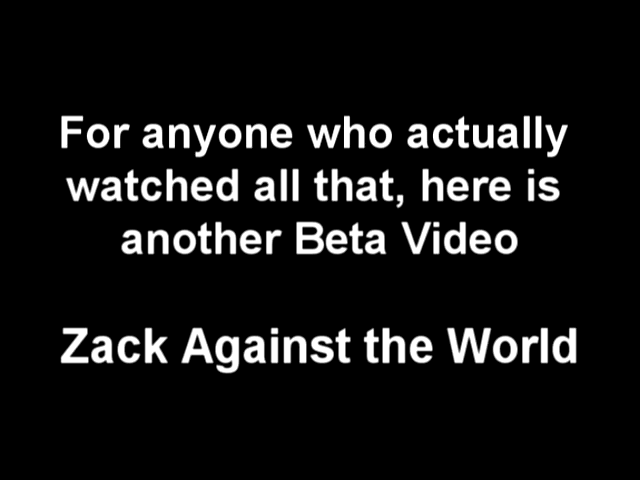 For anyone who actually
watched all that, here is
another Beta Video
Zack Against the World